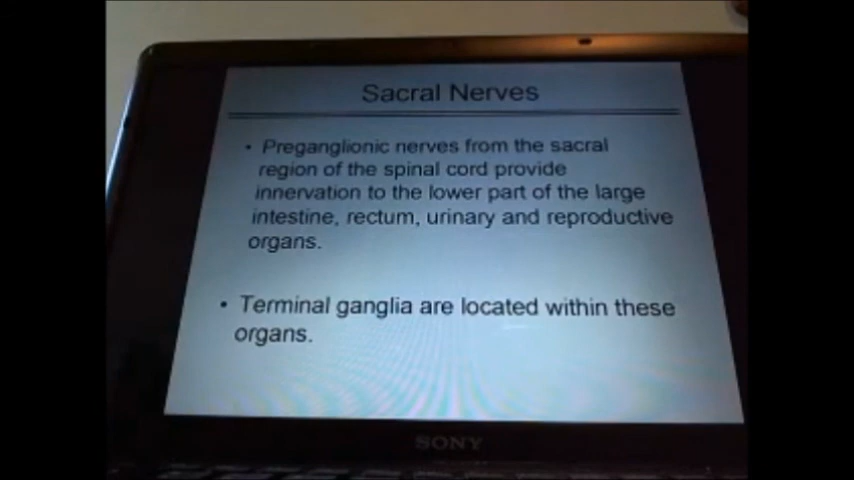 Sacral Nerves
• Preganglionic nerves from the sacral
region of the spinal cord provide
innervation to the lower part of the large
intestine, rectum, urinary and reproductive
organs.
• Terminal ganglia are located within these
organs.
SONY